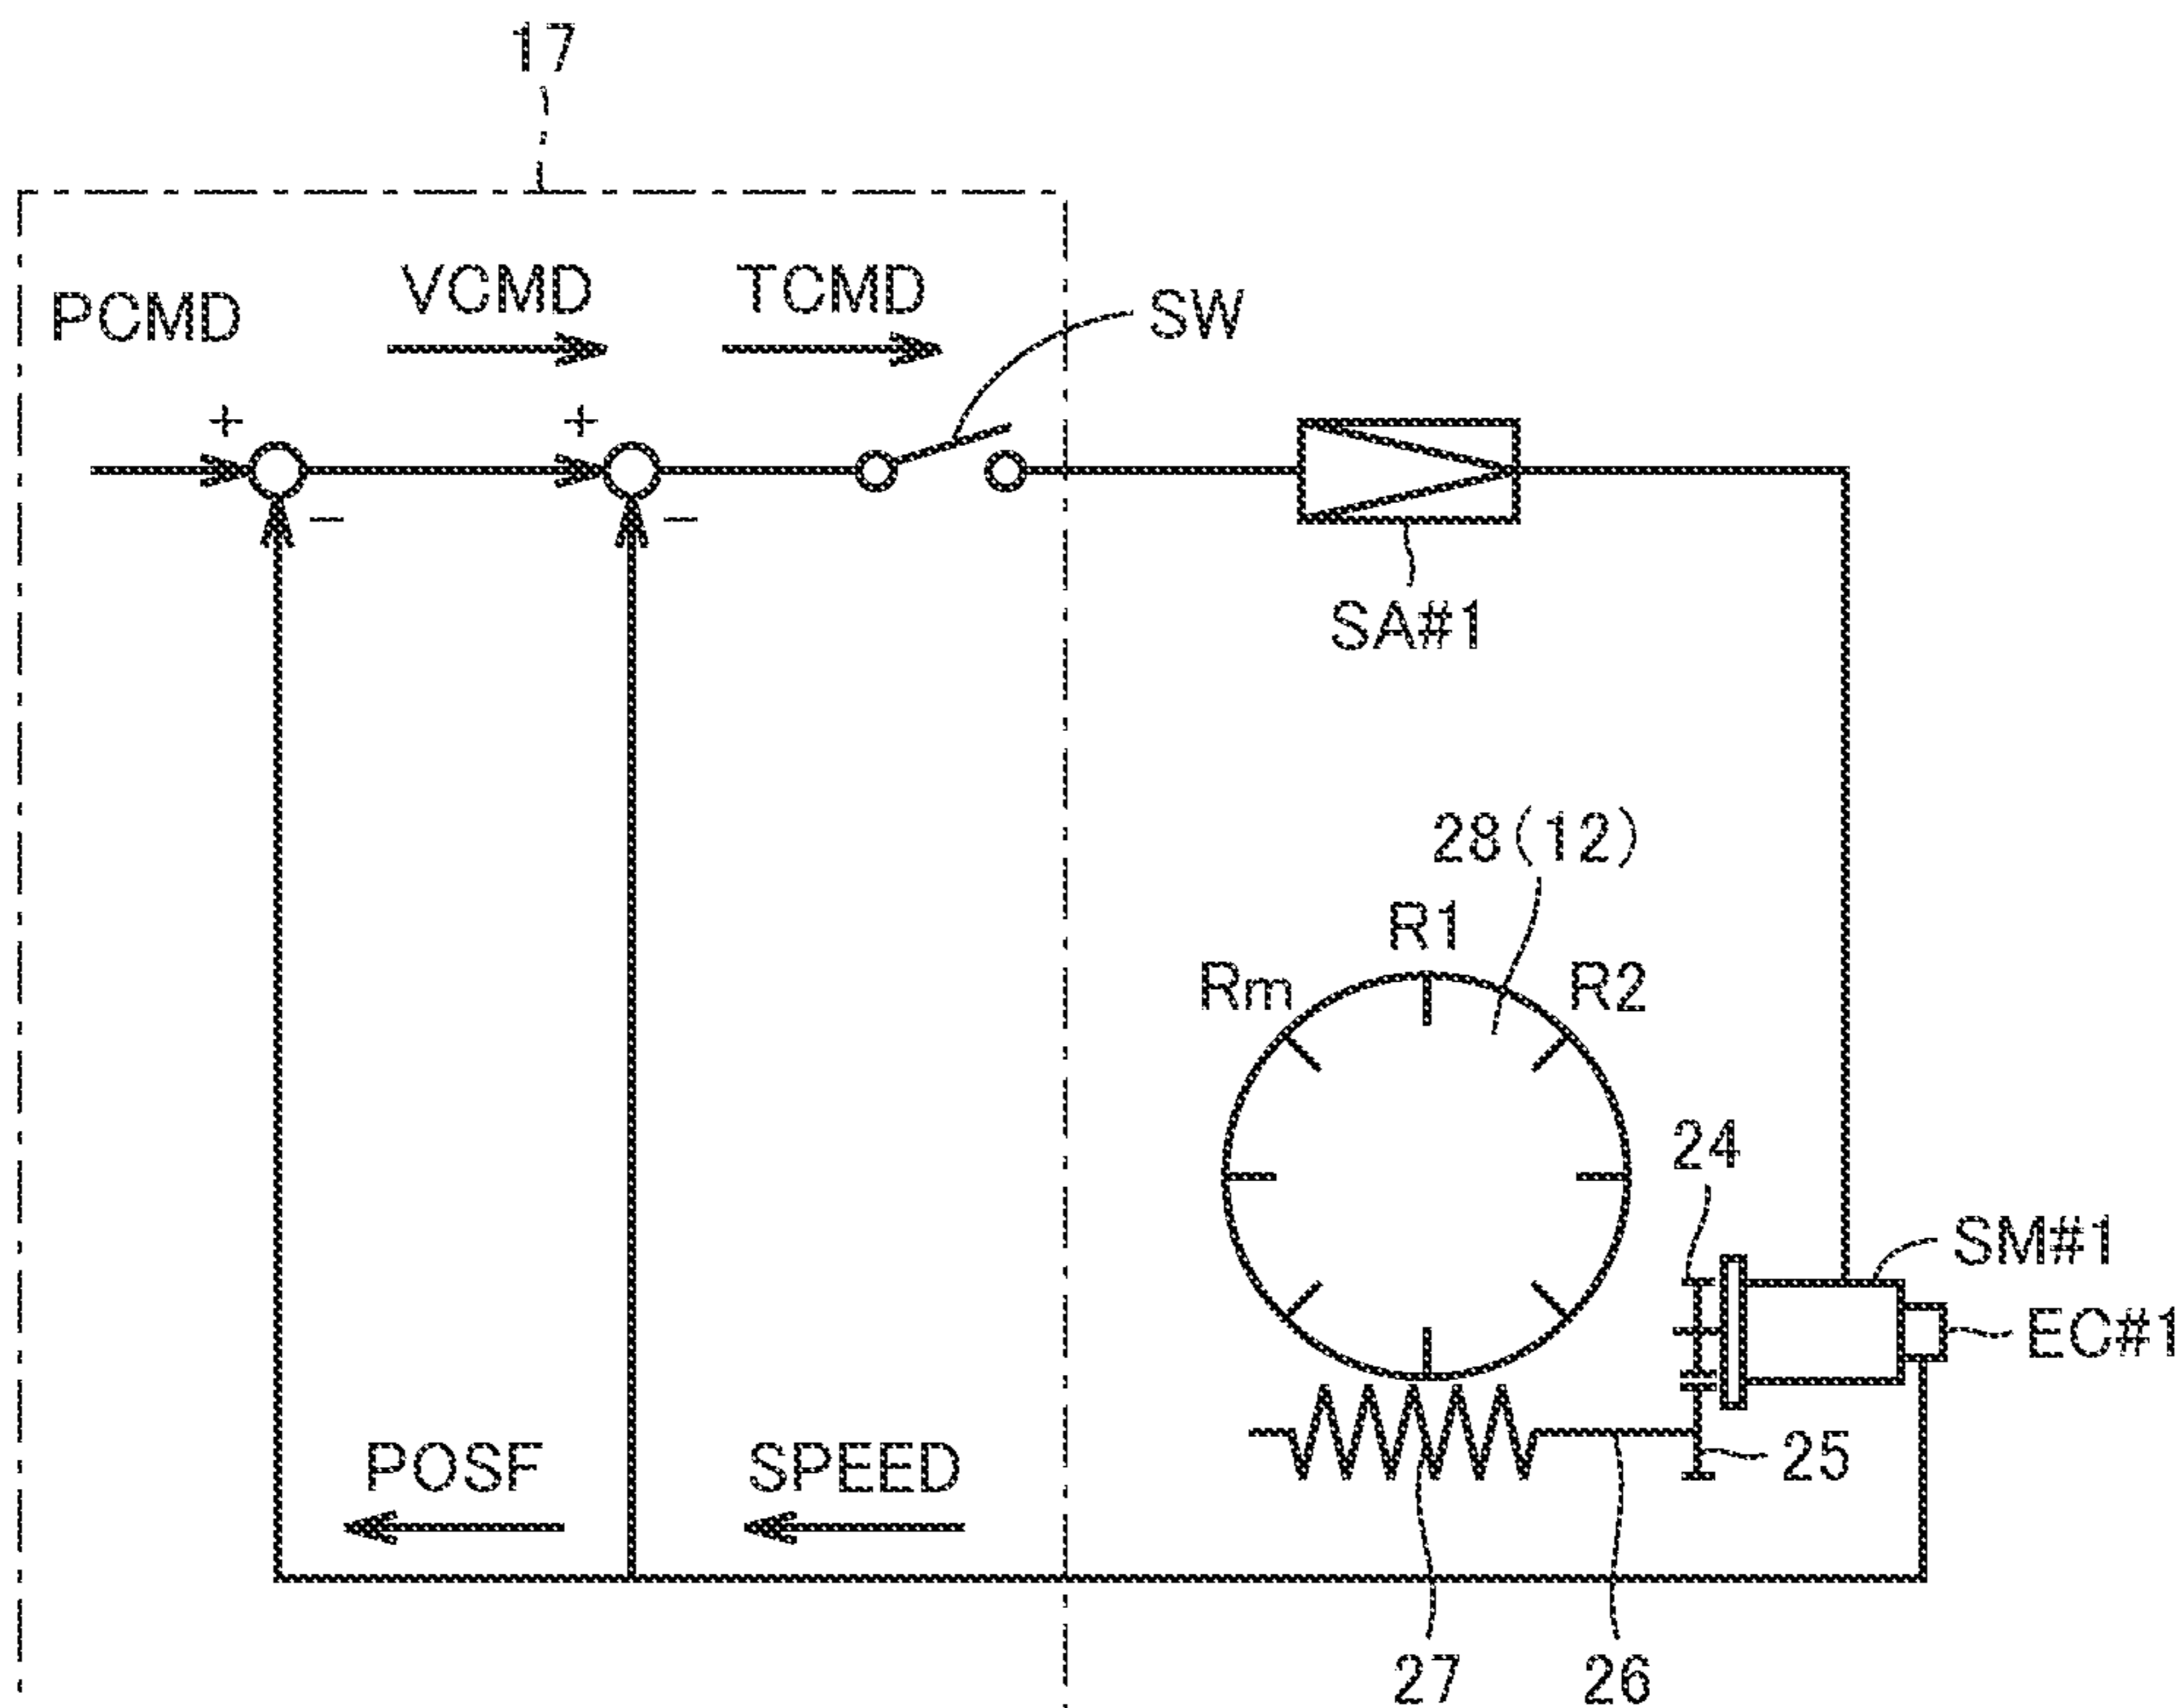 17
PCMD
VCMD
TCMD
SW
+
+
−
−
SA#1
28(12)
R1
Rm
R2
24
SM#1
EC#1
25
POSF
SPEED
27
26